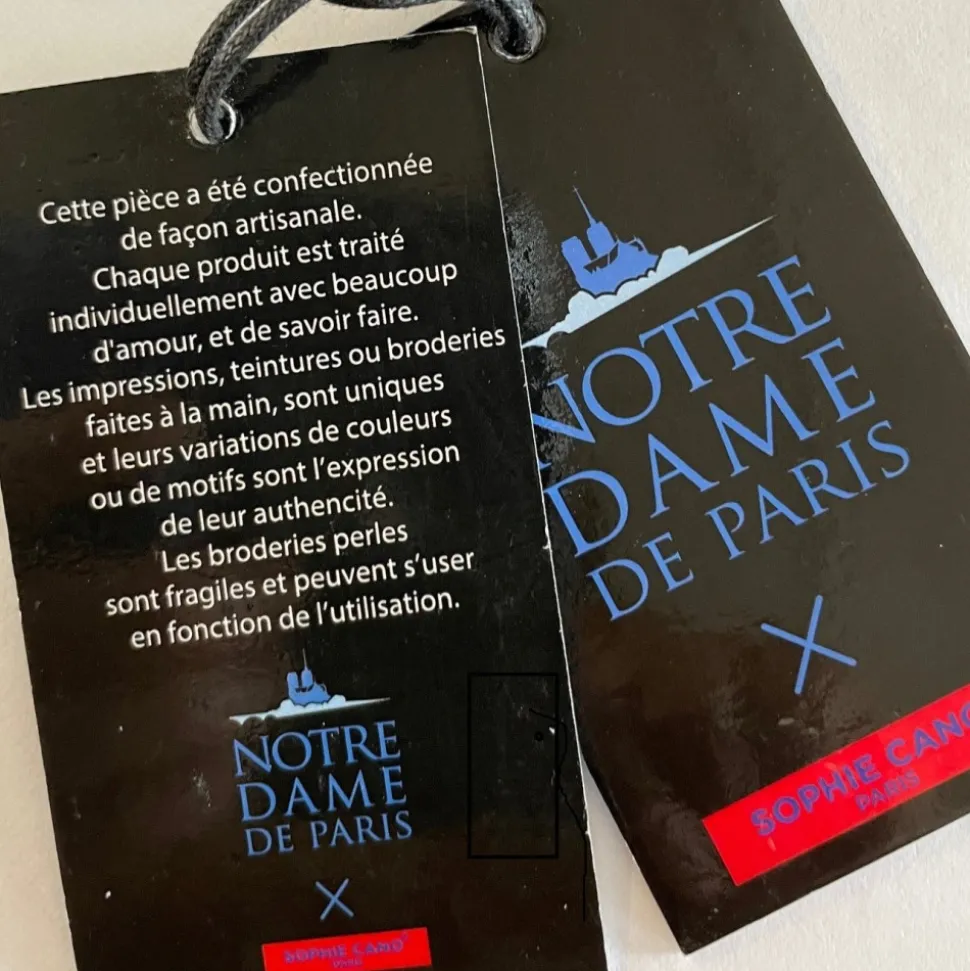 Cette pièce a été confectionnée
de façon artisanale.
Chaque produit est traité
individuellement avec beaucoup
d'amour, et de savoir faire.
Les impressions, teintures ou broderies
faites à la main, sont uniques
et leurs variations de couleurs
ou de motifs sont l'expression
de leur authencité.
Les broderies perles
sont fragiles et peuvent s'user
en fonction de l'utilisation.
NOTRE
DAME
DE PARIS
X
SOPHIE CANO
PARIS
NOTRE
DAME
DE PARIS
X
SOPHIE CANO
PARIS